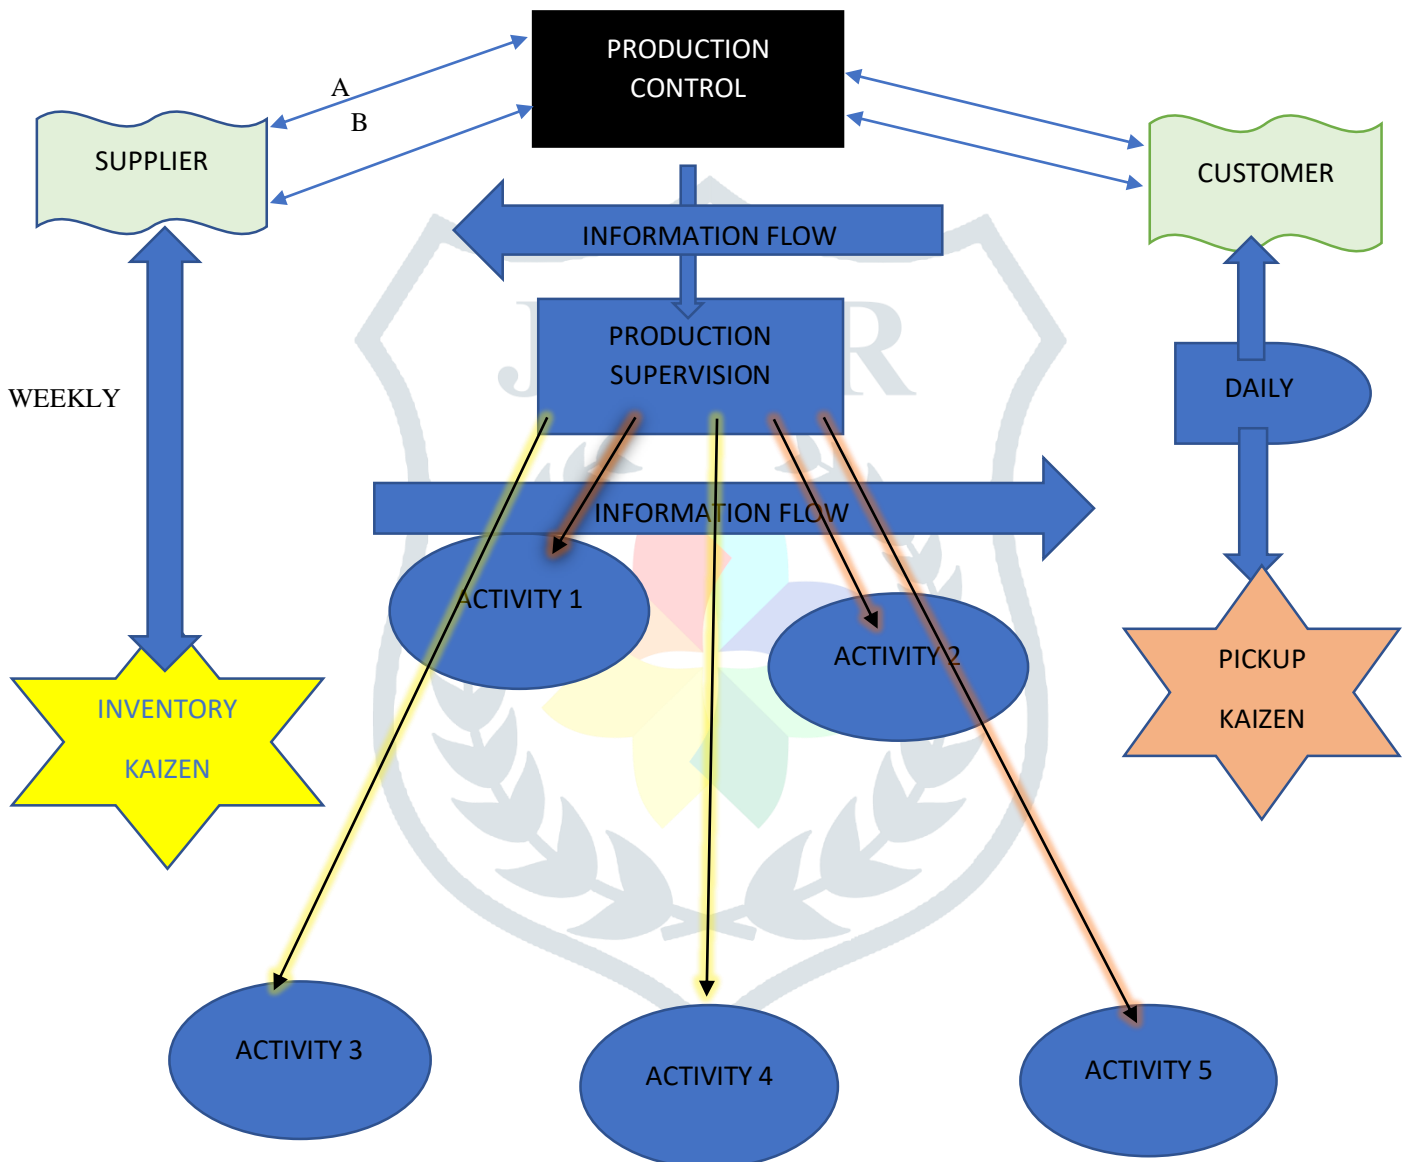 PRODUCTION
CONTROL
A
B
SUPPLIER
CUSTOMER
INFORMATION FLOW
PRODUCTION
SUPERVISION
WEEKLY
DAILY
INFORMATION FLOW
ACTIVITY 1
ACTIVITY 2
PICKUP
KAIZEN
INVENTORY
KAIZEN
ACTIVITY 3
ACTIVITY 4
ACTIVITY 5